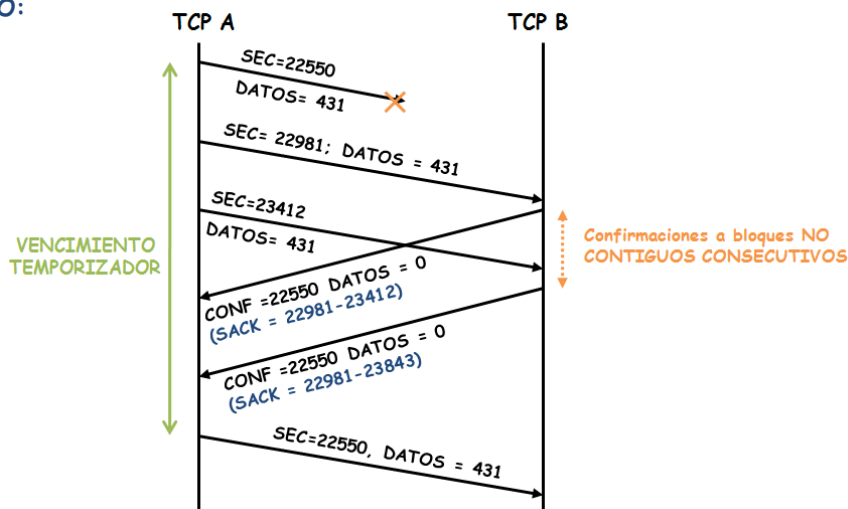 O:
TCP A
TCP B
SEC=22550
DATOS= 431
SEC= 22981; DATOS = 431
SEC=23412
DATOS= 431
VENCIMIENTO
TEMPORIZADOR
Confirmaciones a bloques NO
CONTIGUOS CONSECUTIVOS
CONF =22550 DATOS = 0
(SACK = 22981-23412)
CONF =22550 DATOS = 0
(SACK = 22981-23843)
SEC=22550, DATOS = 431